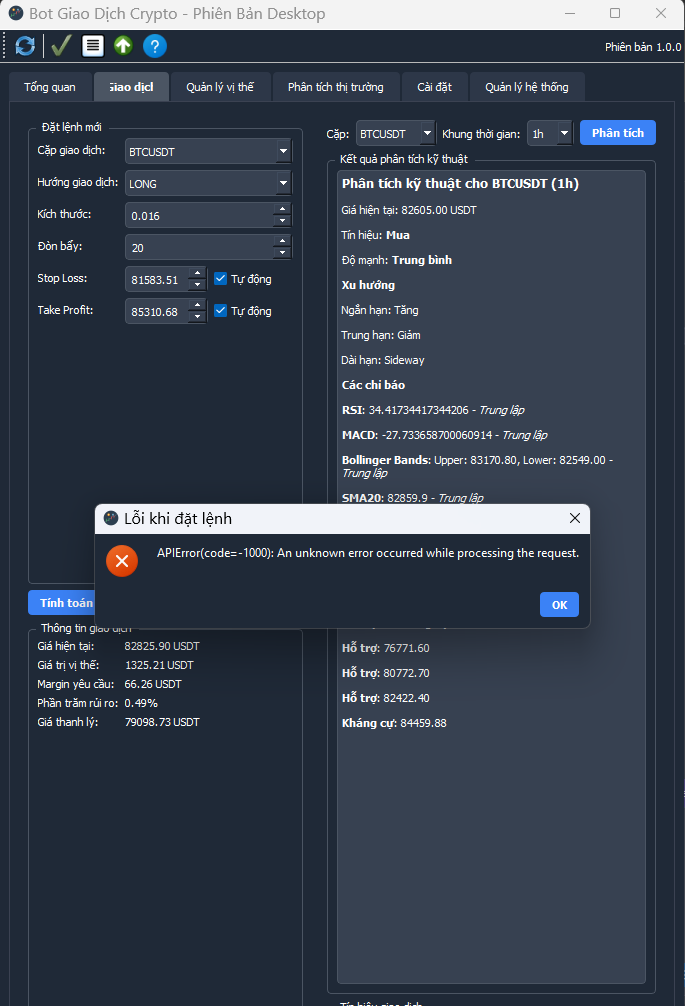 Bot Giao Dịch Crypto - Phiên Bản Desktop
Phiên bản 1.0.0
Tổng quan
Giao dịch
Quản lý vị thế
Phân tích thị trường
Cài đặt
Quản lý hệ thống
Đặt lệnh mới
Cặp giao dịch: BTCUSDT
Hướng giao dịch: LONG
Kích thước: 0.016
Đòn bẩy: 20
Stop Loss: 81583.51 Tự động
Take Profit: 85310.68 Tự động
Cặp: BTCUSDT Khung thời gian: 1h Phân tích
Kết quả phân tích kỹ thuật
Phân tích kỹ thuật cho BTCUSDT (1h)
Giá hiện tại: 82605.00 USDT
Tín hiệu: Mua
Độ mạnh: Trung bình
Xu hướng
Ngắn hạn: Tăng
Trung hạn: Giảm
Dài hạn: Sideway
Các chỉ báo
RSI: 34.41734417344206 - Trung lập
MACD: -27.733658700060914 - Trung lập
Bollinger Bands: Upper: 83170.80, Lower: 82549.00 -
Trung lập
SMA20: 82859.9 - Trung lập
Lỗi khi đặt lệnh
APIError(code=-1000): An unknown error occurred while processing the request.
OK
Tính toán
Thông tin giao dịch
Giá hiện tại: 82825.90 USDT
Giá trị vị thế: 1325.21 USDT
Margin yêu cầu: 66.26 USDT
Phần trăm rủi ro: 0.49%
Giá thanh lý: 79098.73 USDT
Hỗ trợ: 76771.60
Hỗ trợ: 80772.70
Hỗ trợ: 82422.40
Kháng cự: 84459.88